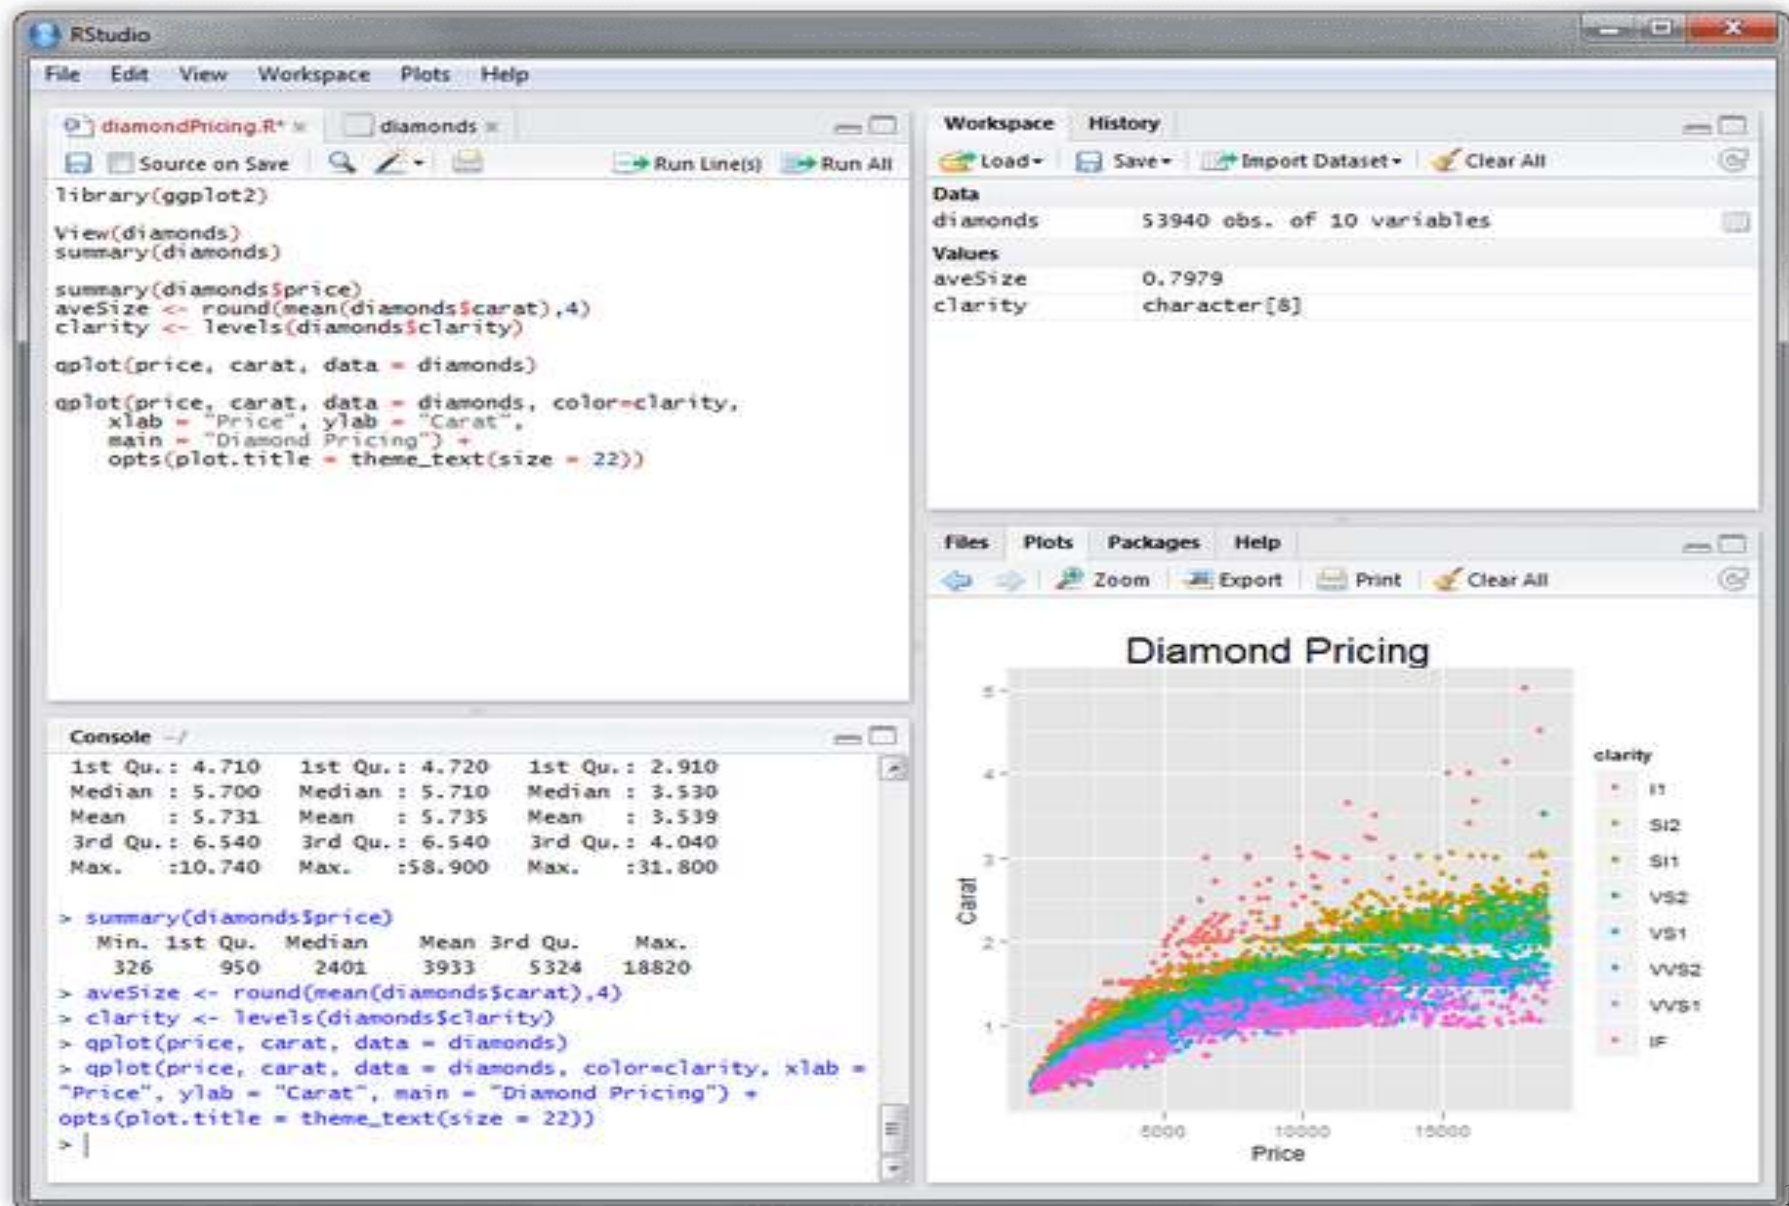 RStudio
File Edit View Workspace Plots Help
diamondPricing.R* diamonds
Source on Save Run Line(s) Run All
library(ggplot2)
View(diamonds)
summary(diamonds)
summary(diamonds$price)
aveSize <- round(mean(diamonds$carat),4)
clarity <- levels(diamonds$clarity)
qplot(price, carat, data = diamonds)
qplot(price, carat, data = diamonds, color=clarity,
xlab = "Price", ylab = "Carat",
main = "Diamond Pricing") +
opts(plot.title = theme_text(size = 22))
Console ~/
1st Qu.: 4.710 1st Qu.: 4.720 1st Qu.: 2.910
Median : 5.700 Median : 5.710 Median : 3.530
Mean : 5.731 Mean : 5.735 Mean : 3.539
3rd Qu.: 6.540 3rd Qu.: 6.540 3rd Qu.: 4.040
Max. :10.740 Max. :58.900 Max. :31.800
> summary(diamonds$price)
Min. 1st Qu. Median Mean 3rd Qu. Max.
326 950 2401 3933 5324 18820
> aveSize <- round(mean(diamonds$carat),4)
> clarity <- levels(diamonds$clarity)
> qplot(price, carat, data = diamonds)
> qplot(price, carat, data = diamonds, color=clarity, xlab =
"Price", ylab = "Carat", main = "Diamond Pricing") +
opts(plot.title = theme_text(size = 22))
>
Workspace History
Load Save Import Dataset Clear All
Data
diamonds 53940 obs. of 10 variables
Values
aveSize 0.7979
clarity character[8]
Files Plots Packages Help
Zoom Export Print Clear All
Diamond Pricing
5
4
3
2
1
Carat
5000 10000 15000
Price
clarity
I1
SI2
SI1
VS2
VS1
VVS2
VVS1
IF